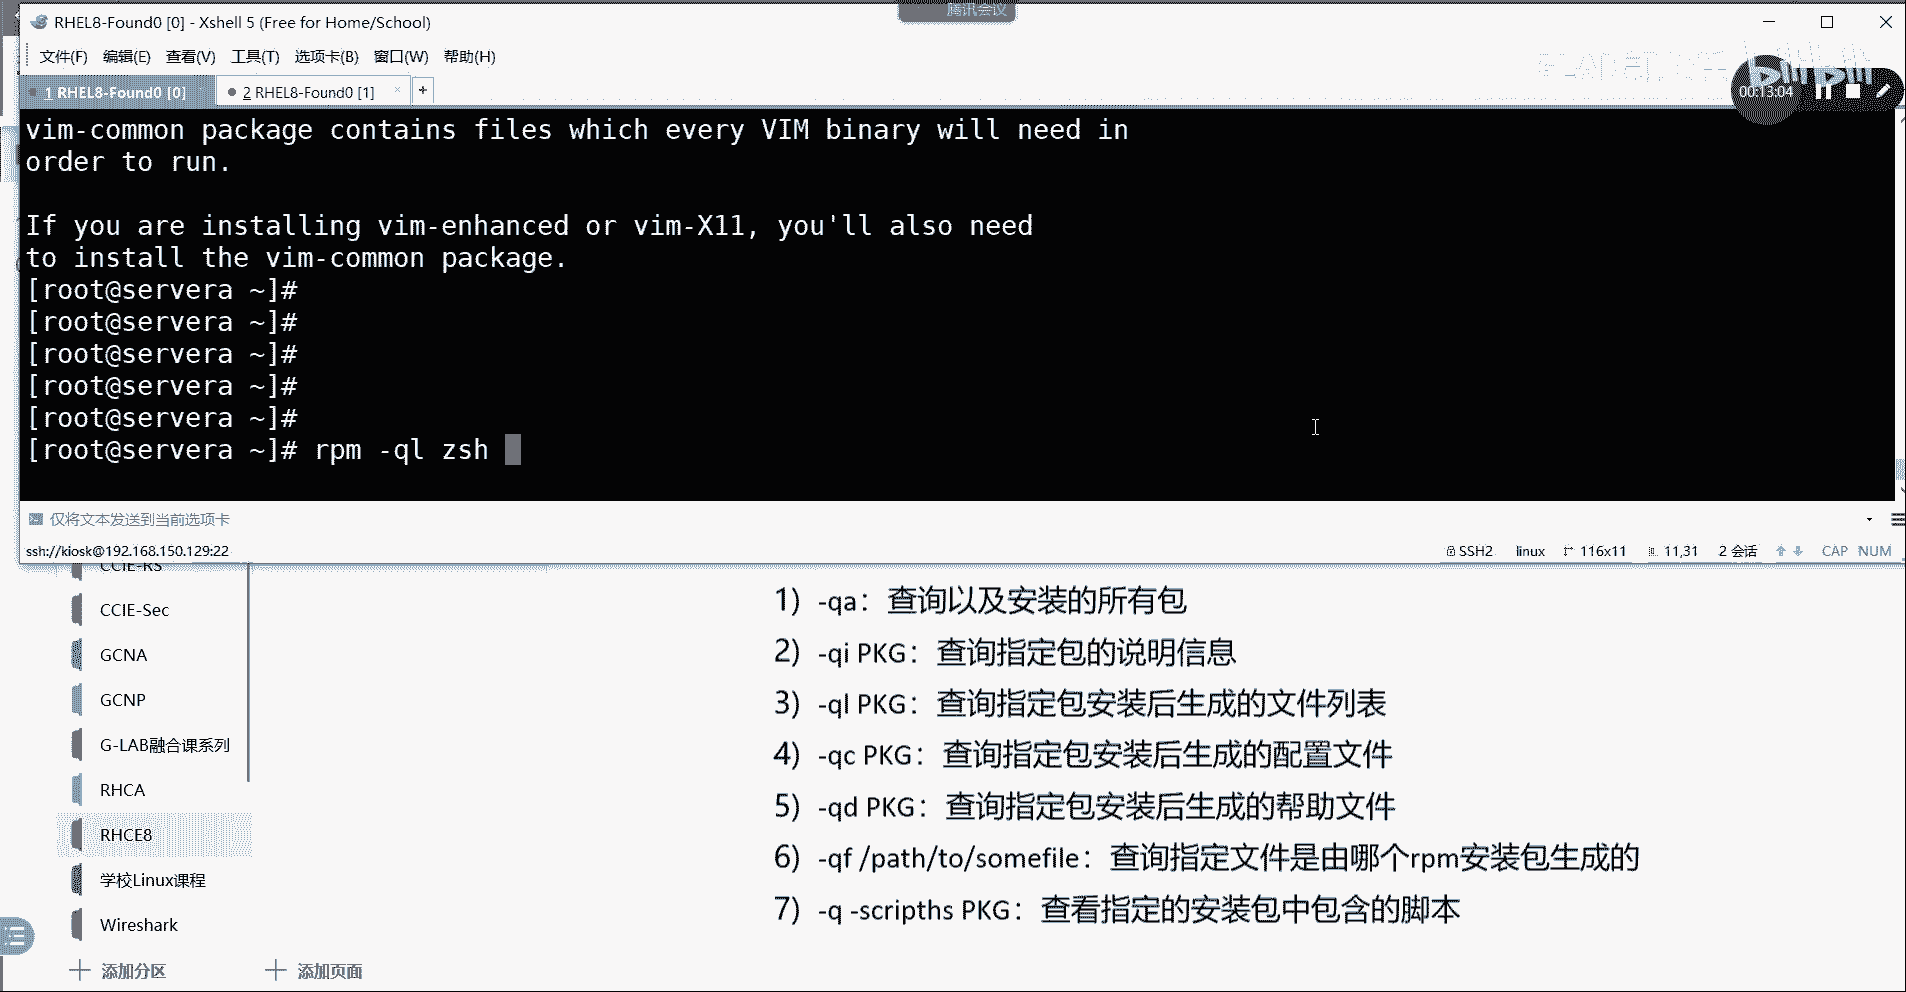 RHEL8-Found0 [0] - Xshell 5 (Free for Home/School)
腾讯会议
文件(F) 编辑(E) 查看(V) 工具(T) 选项卡(B) 窗口(W) 帮助(H)
1 RHEL8-Found0 [0] × 2 RHEL8-Found0 [1] × +
00:13:04
vim-common package contains files which every VIM binary will need in
order to run.
If you are installing vim-enhanced or vim-X11, you'll also need
to install the vim-common package.
[root@servera ~]#
[root@servera ~]#
[root@servera ~]#
[root@servera ~]#
[root@servera ~]#
[root@servera ~]# rpm -ql zsh
仅将文本发送到当前选项卡
ssh://kiosk@192.168.150.129:22 SSH2 linux 116x11 11,31 2 会话 CAP NUM
CCIE-RS
CCIE-Sec
GCNA
GCNP
G-LAB融合课系列
RHCA
RHCE8
学校Linux课程
Wireshark
添加分区 添加页面
1）-qa：查询以及安装的所有包
2）-qi PKG：查询指定包的说明信息
3）-ql PKG：查询指定包安装后生成的文件列表
4）-qc PKG：查询指定包安装后生成的配置文件
5）-qd PKG：查询指定包安装后生成的帮助文件
6）-qf /path/to/somefile：查询指定文件是由哪个rpm安装包生成的
7）-q -scripths PKG：查看指定的安装包中包含的脚本